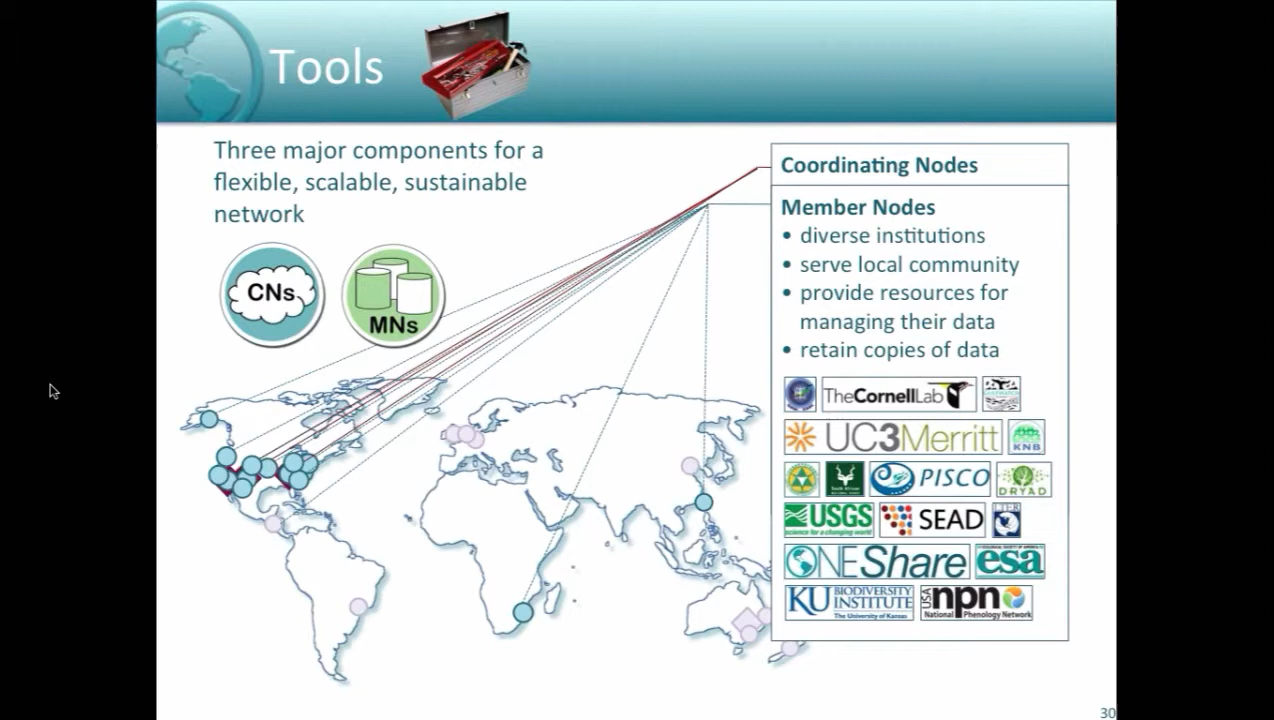 Tools
Three major components for a
flexible, scalable, sustainable
network
CNs
MNs
Coordinating Nodes
Member Nodes
• diverse institutions
• serve local community
• provide resources for
managing their data
• retain copies of data
TheCornellLab
UC3Merritt
KNB
PISCO
DRYAD
USGS
science for a changing world
SEAD
LTER
ONEShare
esa
KU BIODIVERSITY
INSTITUTE
The University of Kansas
USA npn
National Phenology Network
30